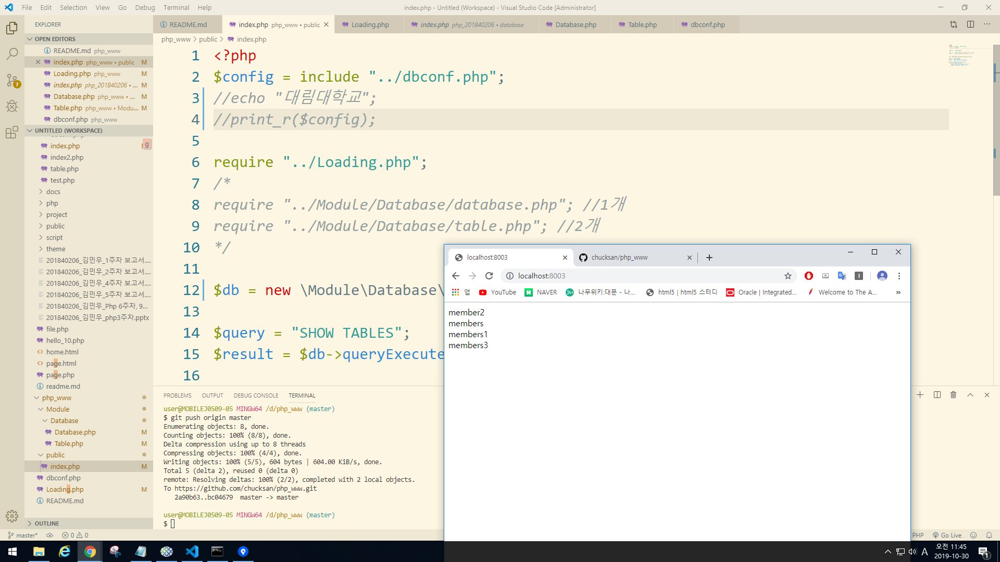 File Edit Selection View Go Debug Terminal Help
index.php - Untitled (Workspace) - Visual Studio Code [Administrator]
EXPLORER
README.md
index.php php_www • public
Loading.php
index.php php_201840206 • database
Database.php
Table.php
dbconf.php
OPEN EDITORS
README.md php_www
index.php php_www • public M
Loading.php php_www M
index.php php_201840206 • ... M
Database.php php_www • ... M
Table.php php_www • Modu... M
dbconf.php php_www
7
UNTITLED (WORKSPACE)
index.php
g
index2.php
table.php
test.php
docs
php
project
public
script
theme
201840206_김민우_1주차 보고서....
201840206_김민우_2주차 보고서....
201840206_김민우_4주차 보고서....
201840206_김민우_5주차 보고서....
201840206_김민우_Php 6주차, 9...
201840206_김민우_php3주차.pptx
file.php
hello_10.php
home.html
page.html
page.php
readme.md
php_www
Module
Database
Database.php M
Table.php M
public
index.php M
dbconf.php
Loading.php M
README.md
OUTLINE
php_www > public > index.php
1 <?php
2 $config = include "../dbconf.php";
3 //echo "대림대학교";
4 //print_r($config);
5
6 require "../Loading.php";
7 /*
8 require "../Module/Database/database.php"; //1개
9 require "../Module/Database/table.php"; //2개
10 */
11
12 $db = new \Module\Database\
13
14 $query = "SHOW TABLES";
15 $result = $db->queryExecute
16
PROBLEMS OUTPUT DEBUG CONSOLE TERMINAL
user@MOBILEJ0509-05 MINGW64 /d/php_www (master)
$ git push origin master
Enumerating objects: 8, done.
Counting objects: 100% (8/8), done.
Delta compression using up to 8 threads
Compressing objects: 100% (4/4), done.
Writing objects: 100% (5/5), 604 bytes | 604.00 KiB/s, done.
Total 5 (delta 2), reused 0 (delta 0)
remote: Resolving deltas: 100% (2/2), completed with 2 local objects.
To https://github.com/chucksan/php_www.git
2a90b63..bc04679 master -> master
user@MOBILEJ0509-05 MINGW64 /d/php_www (master)
$
localhost:8003
chucksan/php_www
localhost:8003
앱 YouTube NAVER 나무위키:대문 - 나... html5 | html5 스터디 Oracle | Integrated... Welcome to The A... »
member2
members
members1
members3
master* 0 0
PHP Go Live
A 오전 11:45
2019-10-30
1